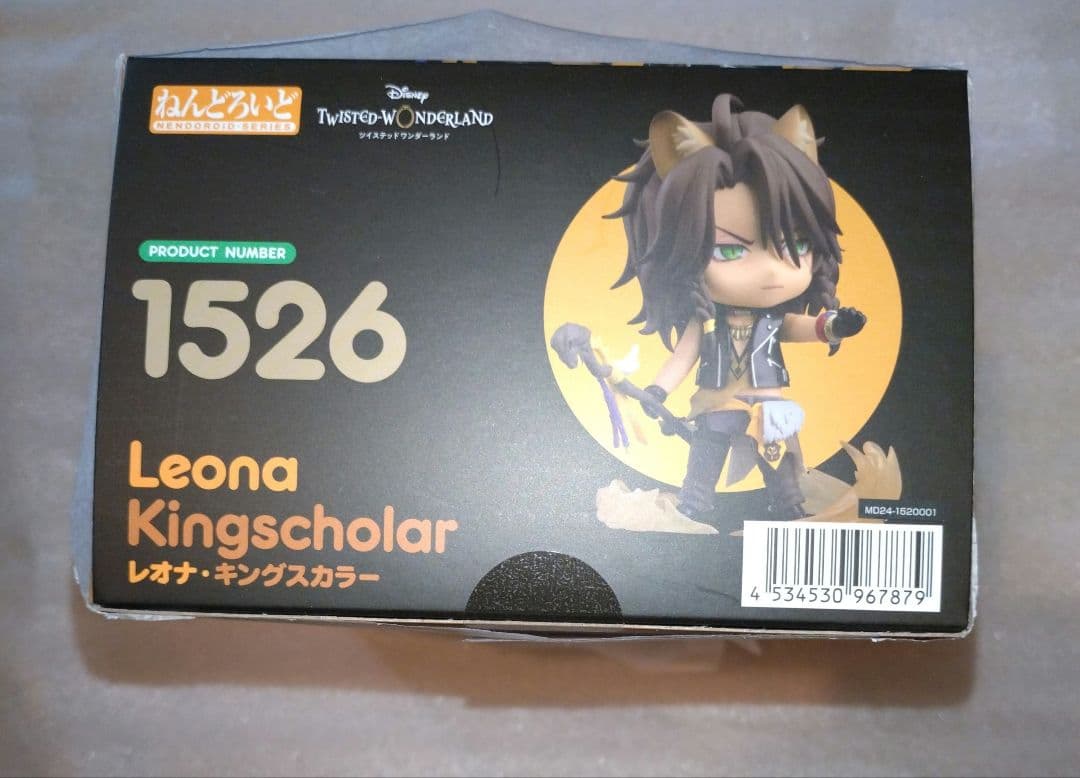 ねんどろいど
NENDOROID SERIES
Disney
TWISTED-WONDERLAND
ツイステッドワンダーランド
PRODUCT NUMBER
1526
Leona
Kingscholar
レオナ・キングスカラー
MD24-1520001
4 534530 967879